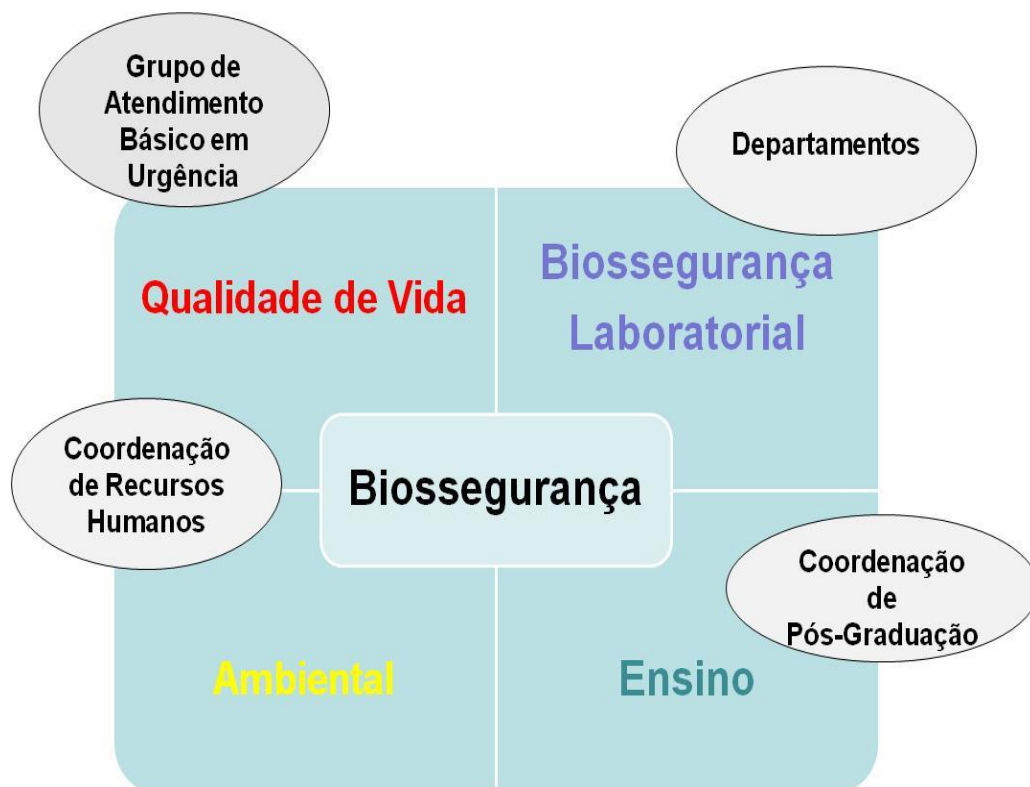 Grupo de
Atendimento
Básico em
Urgência
Departamentos
Qualidade de Vida
Biossegurança
Laboratorial
Coordenação
de Recursos
Humanos
Biossegurança
Coordenação
de
Pós-Graduação
Ambiental
Ensino